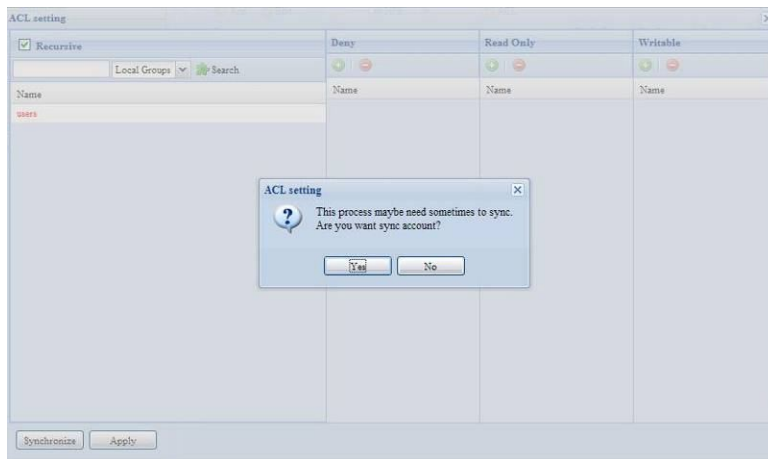 ACL setting
Recursive
Deny
Read Only
Writable
Local Groups
Search
Name
Name
Name
Name
users
ACL setting
This process maybe need sometimes to sync.
Are you want sync account?
Yes
No
Synchronize
Apply